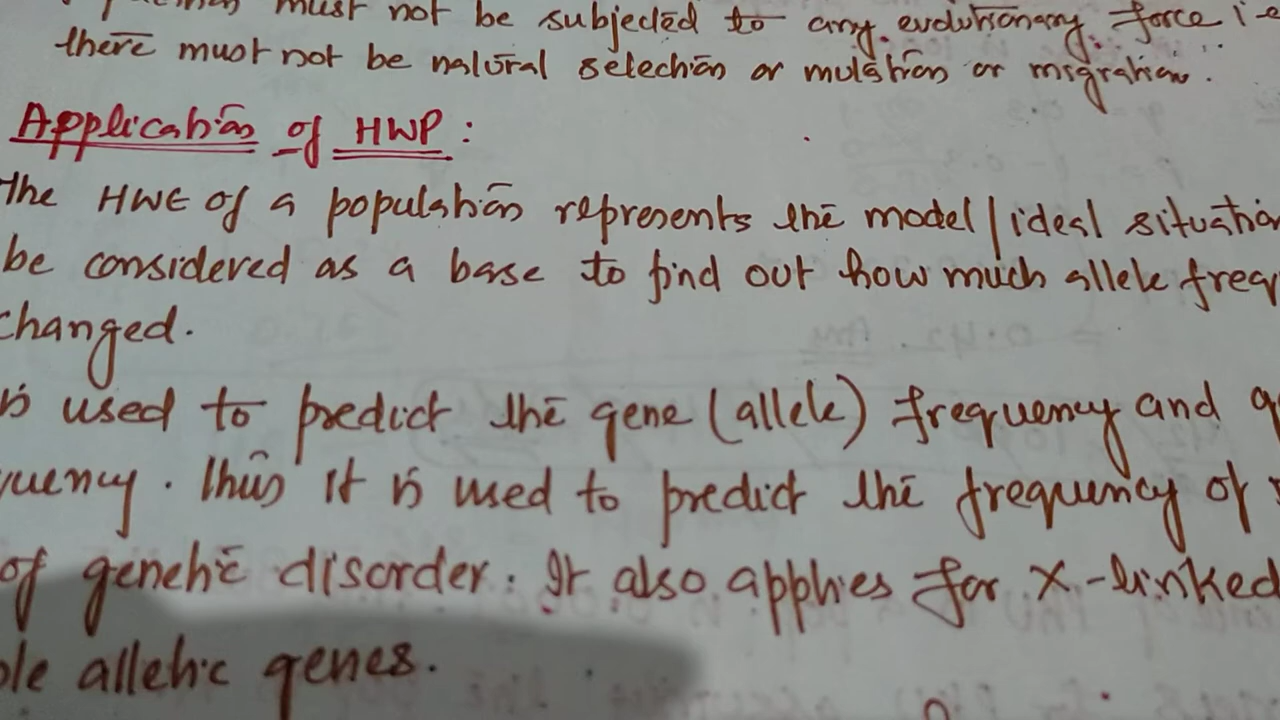 must not be subjected to any evolutionary force i-e
there must not be natural selection or mutation or migration.
Application of HWP :
The HWE of a population represents the model / ideal situation
be considered as a base to find out how much allele freq
changed.
is used to predict the gene (allele) frequency and g
quency. Thus it is used to predict the frequency of
of genetic disorder. It also applies for X-linked
ple allelic genes.